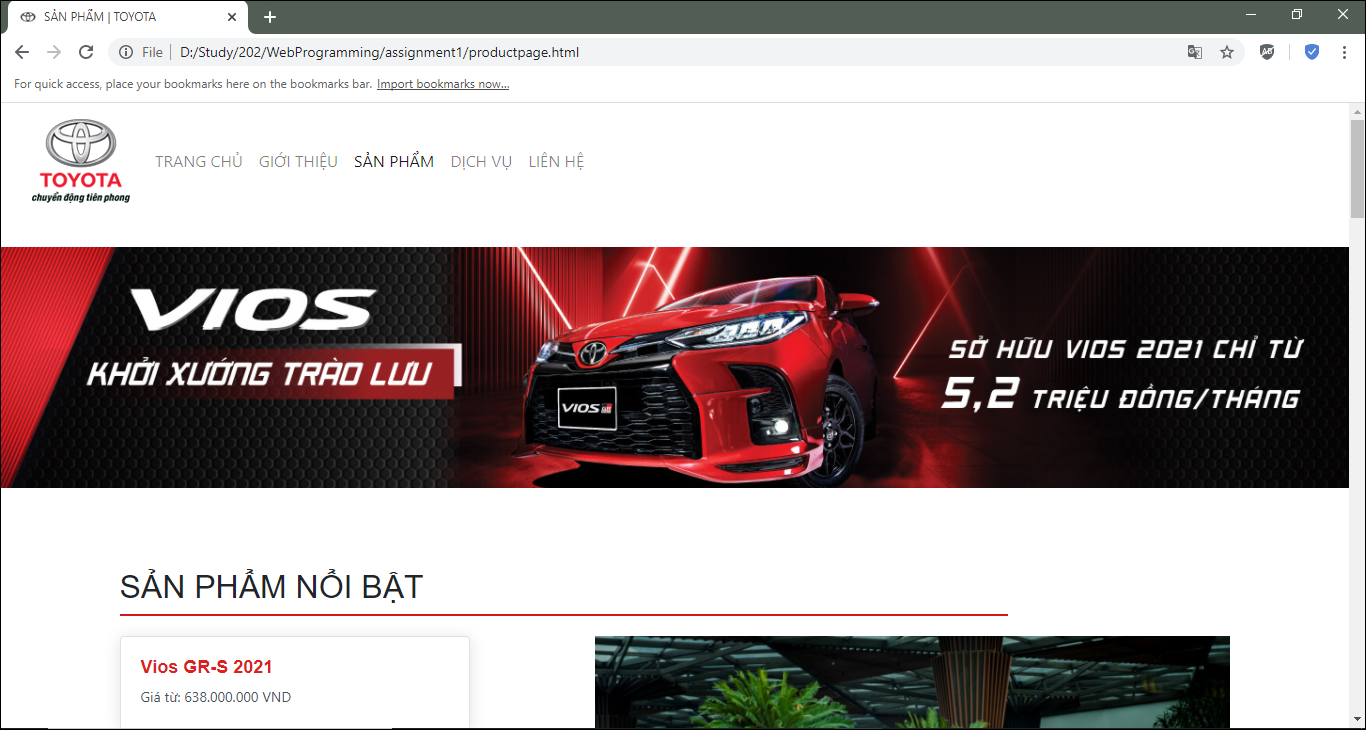 SẢN PHẨM | TOYOTA
File
D:/Study/202/WebProgramming/assignment1/productpage.html
For quick access, place your bookmarks here on the bookmarks bar. Import bookmarks now...
TOYOTA
chuyển động tiên phong
TRANG CHỦ GIỚI THIỆU SẢN PHẨM DỊCH VỤ LIÊN HỆ
VIOS
KHỞI XƯỚNG TRÀO LƯU
VIOS
SỞ HỮU VIOS 2021 CHỈ TỪ
5,2 TRIỆU ĐỒNG/THÁNG
SẢN PHẨM NỔI BẬT
Vios GR-S 2021
Giá từ: 638.000.000 VND